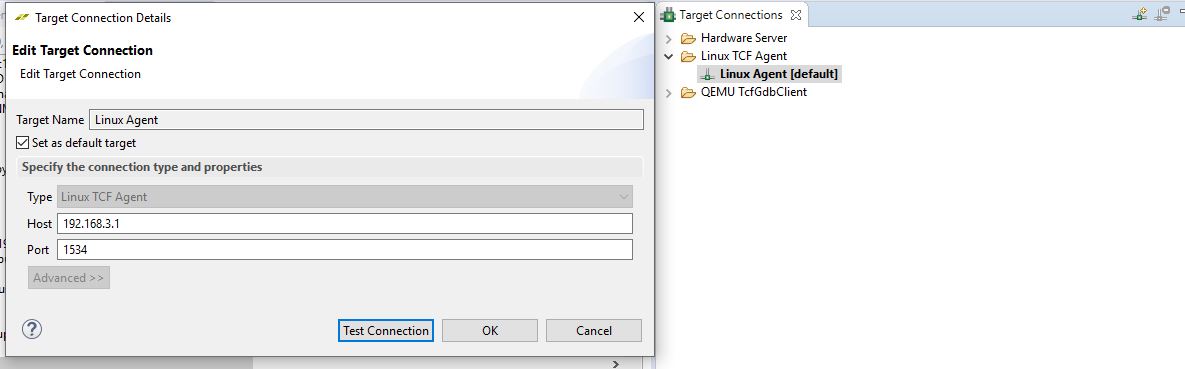 Target Connection Details
Edit Target Connection
Edit Target Connection
Target Name Linux Agent
Set as default target
Specify the connection type and properties
Type Linux TCF Agent
Host 192.168.3.1
Port 1534
Advanced >>
Test Connection OK Cancel
Target Connections
Hardware Server
Linux TCF Agent
Linux Agent [default]
QEMU TcfGdbClient